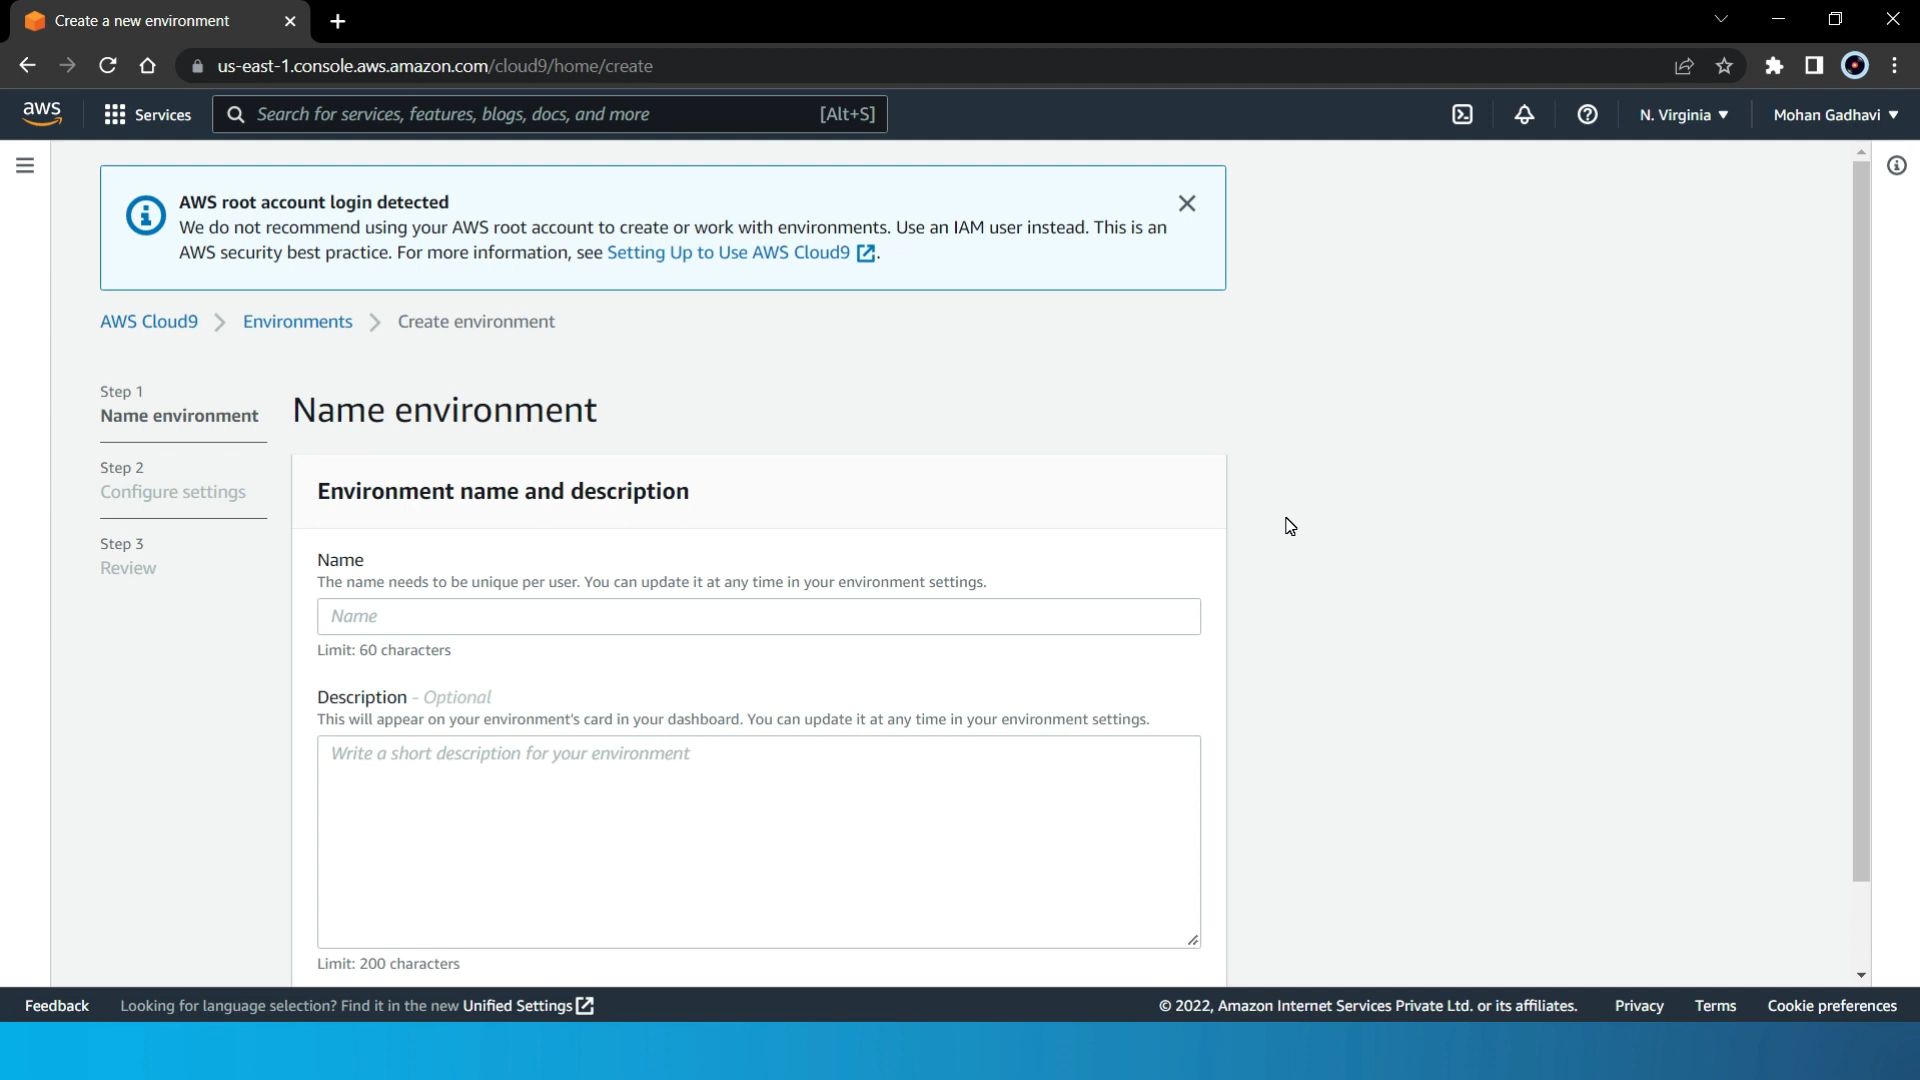 Create a new environment
us-east-1.console.aws.amazon.com/cloud9/home/create
aws
Services
Search for services, features, blogs, docs, and more
[Alt+S]
N. Virginia
Mohan Gadhavi
AWS root account login detected
We do not recommend using your AWS root account to create or work with environments. Use an IAM user instead. This is an
AWS security best practice. For more information, see Setting Up to Use AWS Cloud9 .
AWS Cloud9
Environments
Create environment
Step 1
Name environment
Step 2
Configure settings
Step 3
Review
Name environment
Environment name and description
Name
The name needs to be unique per user. You can update it at any time in your environment settings.
Name
Limit: 60 characters
Description - Optional
This will appear on your environment's card in your dashboard. You can update it at any time in your environment settings.
Write a short description for your environment
Limit: 200 characters
Feedback
Looking for language selection? Find it in the new Unified Settings
© 2022, Amazon Internet Services Private Ltd. or its affiliates.
Privacy
Terms
Cookie preferences